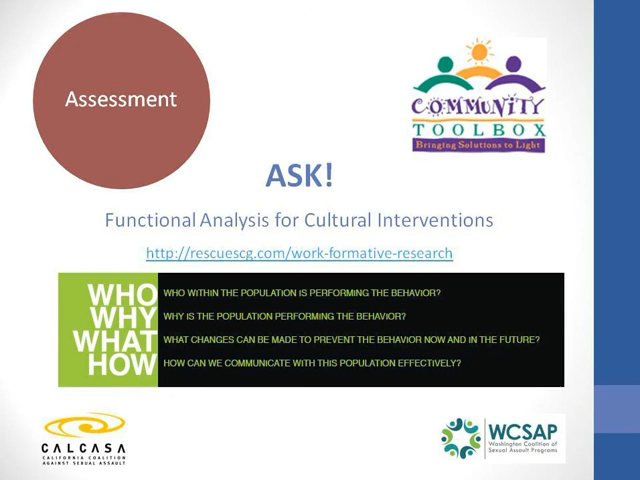 Assessment
COMMUNITY
TOOLBOX
Bringing Solutions to Light
ASK!
Functional Analysis for Cultural Interventions
http://rescuescg.com/work-formative-research
WHO WHO WITHIN THE POPULATION IS PERFORMING THE BEHAVIOR?
WHY WHY IS THE POPULATION PERFORMING THE BEHAVIOR?
WHAT WHAT CHANGES CAN BE MADE TO PREVENT THE BEHAVIOR NOW AND IN THE FUTURE?
HOW HOW CAN WE COMMUNICATE WITH THIS POPULATION EFFECTIVELY?
CALCASA
CALIFORNIA COALITION
AGAINST SEXUAL ASSAULT
WCSAP
Washington Coalition of
Sexual Assault Programs